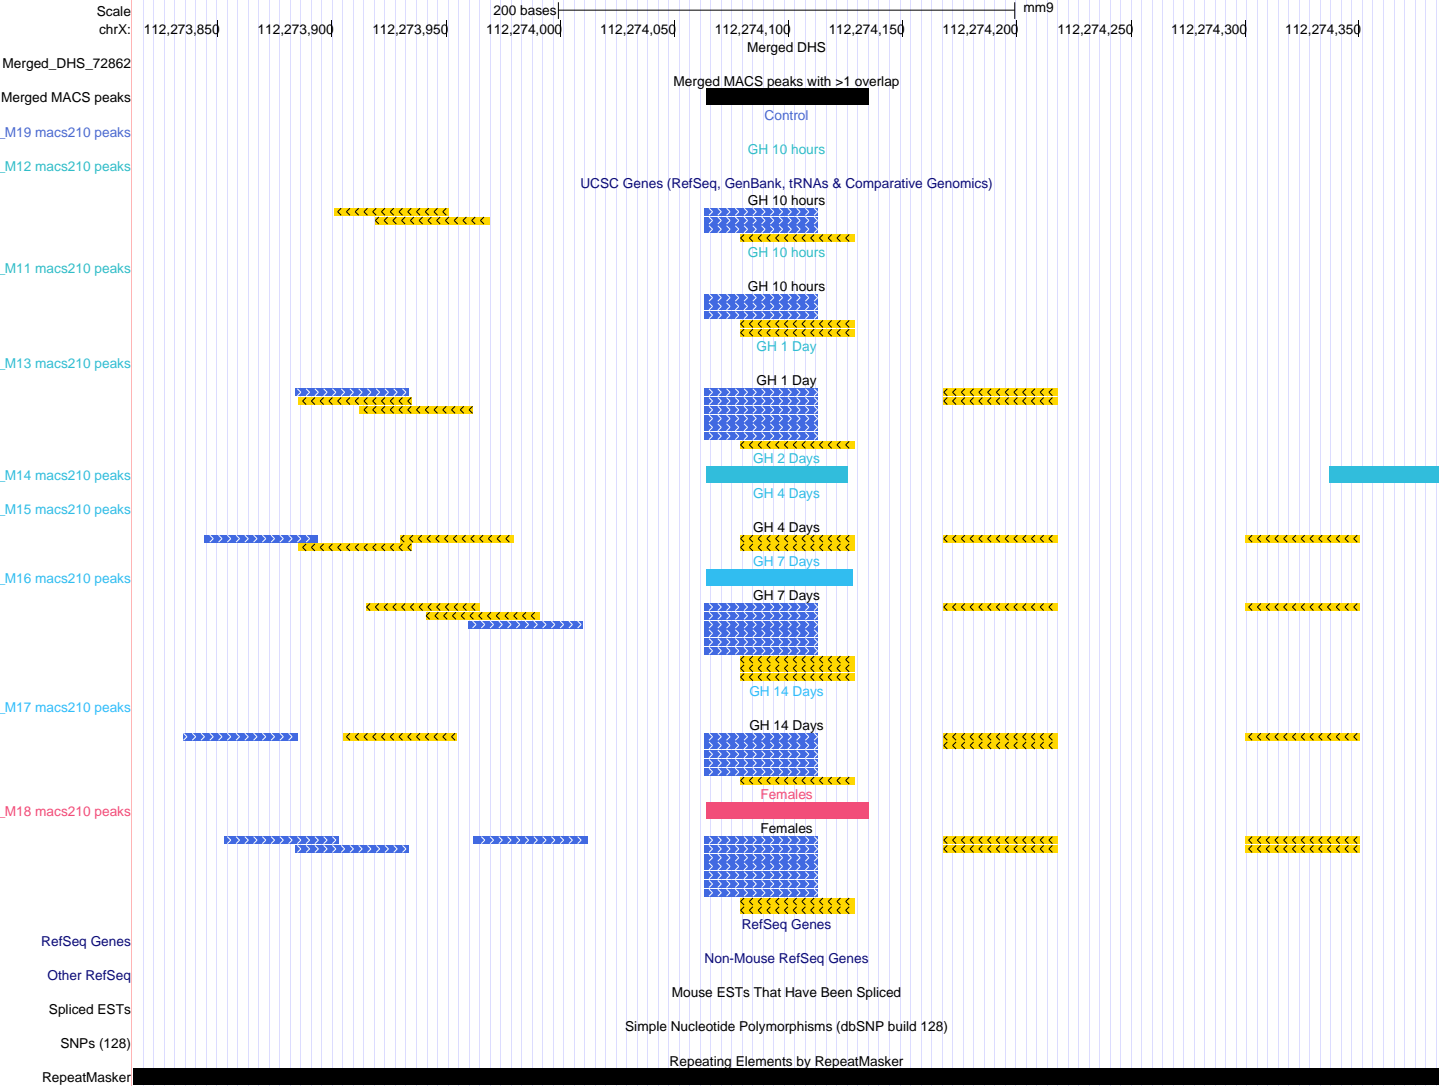 Scale 200 bases mm9
chrX: 112,273,850 112,273,900 112,273,950 112,274,000 112,274,050 112,274,100 112,274,150 112,274,200 112,274,250 112,274,300 112,274,350
Merged DHS
Merged_DHS_72862
Merged MACS peaks with >1 overlap
Merged MACS peaks
Control
_M19 macs210 peaks
GH 10 hours
_M12 macs210 peaks
UCSC Genes (RefSeq, GenBank, tRNAs & Comparative Genomics)
GH 10 hours
GH 10 hours
_M11 macs210 peaks
GH 10 hours
GH 1 Day
_M13 macs210 peaks
GH 1 Day
GH 2 Days
_M14 macs210 peaks
GH 4 Days
_M15 macs210 peaks
GH 4 Days
GH 7 Days
_M16 macs210 peaks
GH 7 Days
GH 14 Days
_M17 macs210 peaks
GH 14 Days
Females
_M18 macs210 peaks
Females
RefSeq Genes
RefSeq Genes
Non-Mouse RefSeq Genes
Other RefSeq
Mouse ESTs That Have Been Spliced
Spliced ESTs
Simple Nucleotide Polymorphisms (dbSNP build 128)
SNPs (128)
Repeating Elements by RepeatMasker
RepeatMasker